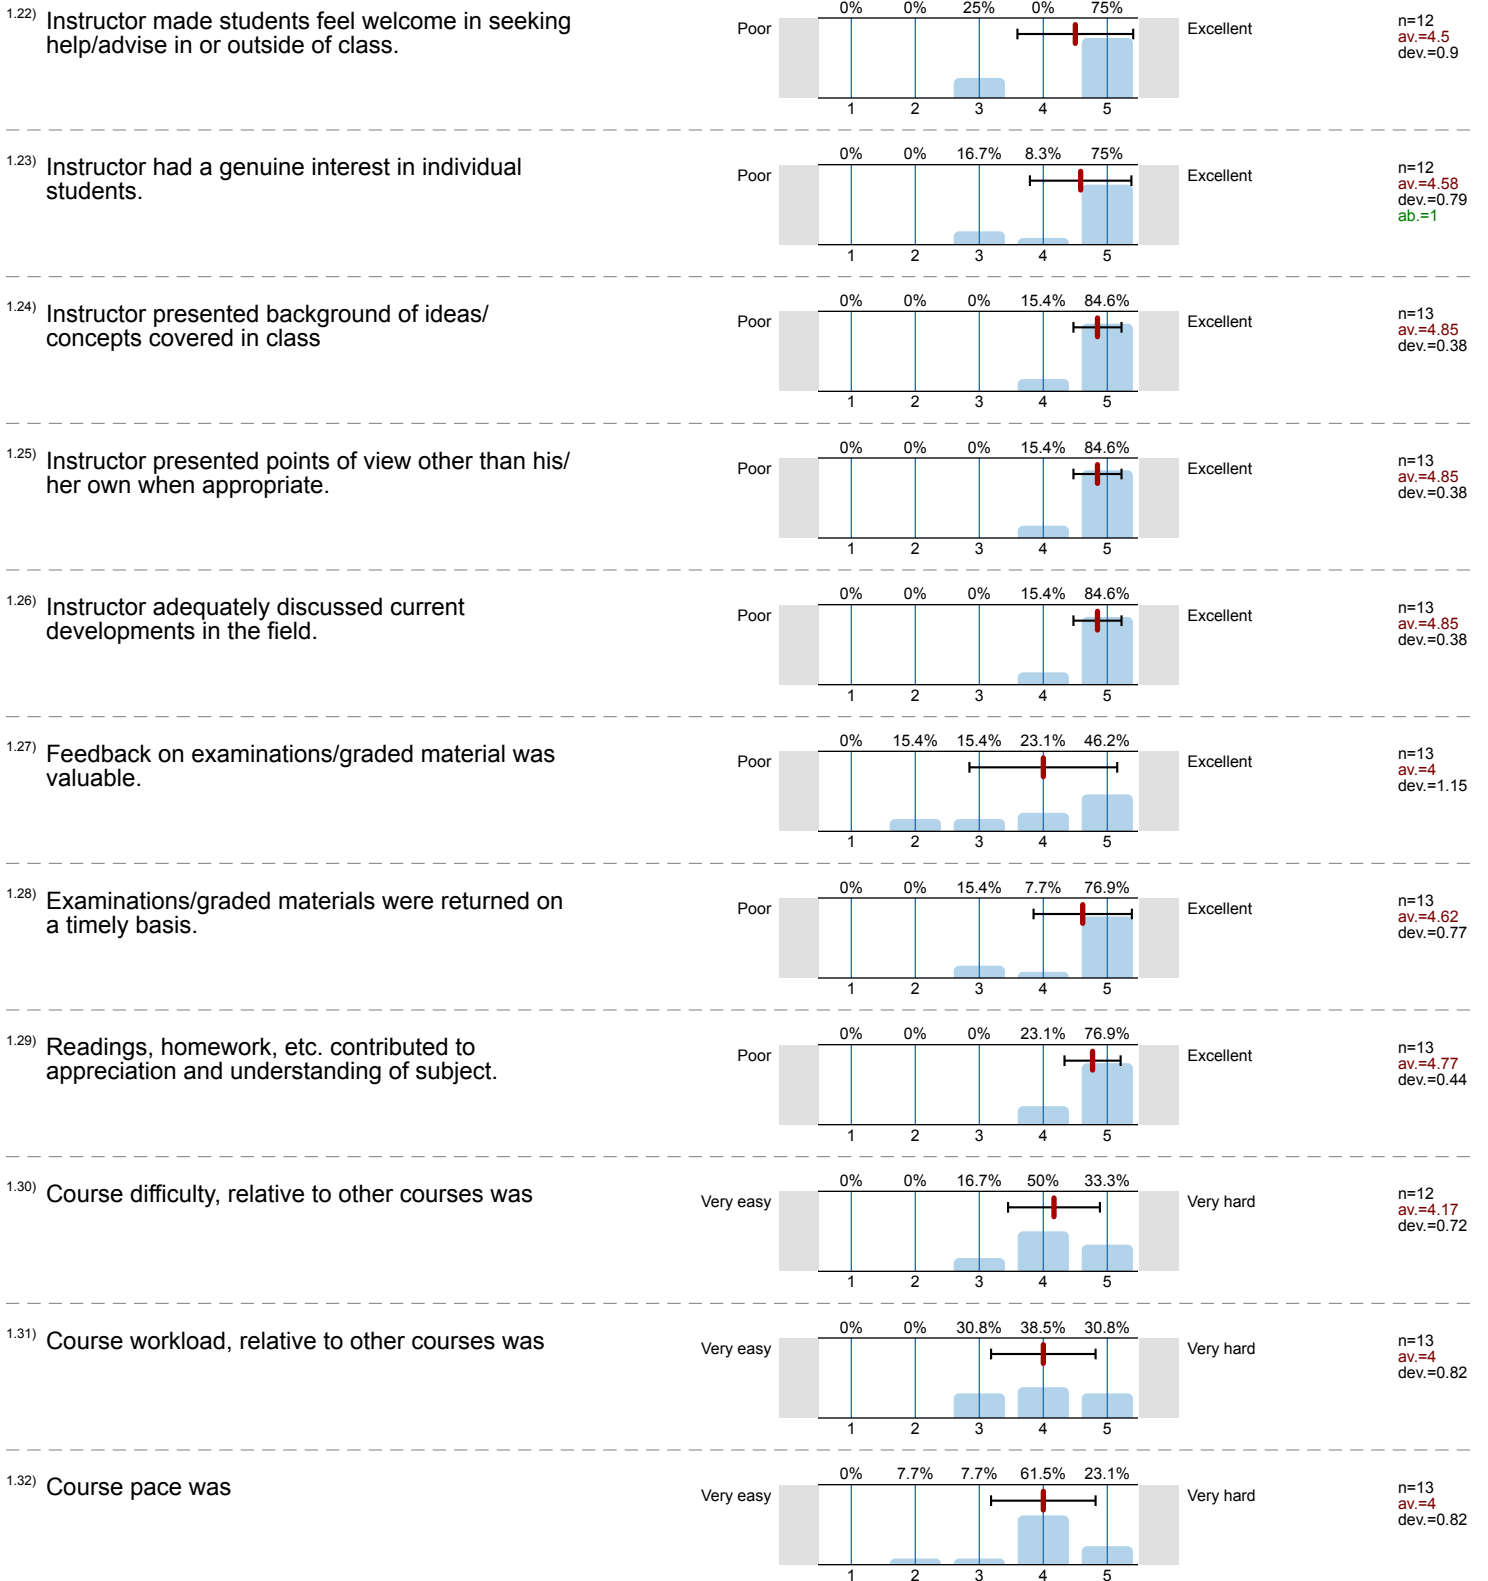 1.22) Instructor made students feel welcome in seeking
help/advise in or outside of class.
0% 0% 25% 0% 75%
Poor Excellent
1 2 3 4 5
n=12
av.=4.5
dev.=0.9
1.23) Instructor had a genuine interest in individual
students.
0% 0% 16.7% 8.3% 75%
Poor Excellent
1 2 3 4 5
n=12
av.=4.58
dev.=0.79
ab.=1
1.24) Instructor presented background of ideas/
concepts covered in class
0% 0% 0% 15.4% 84.6%
Poor Excellent
1 2 3 4 5
n=13
av.=4.85
dev.=0.38
1.25) Instructor presented points of view other than his/
her own when appropriate.
0% 0% 0% 15.4% 84.6%
Poor Excellent
1 2 3 4 5
n=13
av.=4.85
dev.=0.38
1.26) Instructor adequately discussed current
developments in the field.
0% 0% 0% 15.4% 84.6%
Poor Excellent
1 2 3 4 5
n=13
av.=4.85
dev.=0.38
1.27) Feedback on examinations/graded material was
valuable.
0% 15.4% 15.4% 23.1% 46.2%
Poor Excellent
1 2 3 4 5
n=13
av.=4
dev.=1.15
1.28) Examinations/graded materials were returned on
a timely basis.
0% 0% 15.4% 7.7% 76.9%
Poor Excellent
1 2 3 4 5
n=13
av.=4.62
dev.=0.77
1.29) Readings, homework, etc. contributed to
appreciation and understanding of subject.
0% 0% 0% 23.1% 76.9%
Poor Excellent
1 2 3 4 5
n=13
av.=4.77
dev.=0.44
1.30) Course difficulty, relative to other courses was
0% 0% 16.7% 50% 33.3%
Very easy Very hard
1 2 3 4 5
n=12
av.=4.17
dev.=0.72
1.31) Course workload, relative to other courses was
0% 0% 30.8% 38.5% 30.8%
Very easy Very hard
1 2 3 4 5
n=13
av.=4
dev.=0.82
1.32) Course pace was
0% 7.7% 7.7% 61.5% 23.1%
Very easy Very hard
1 2 3 4 5
n=13
av.=4
dev.=0.82